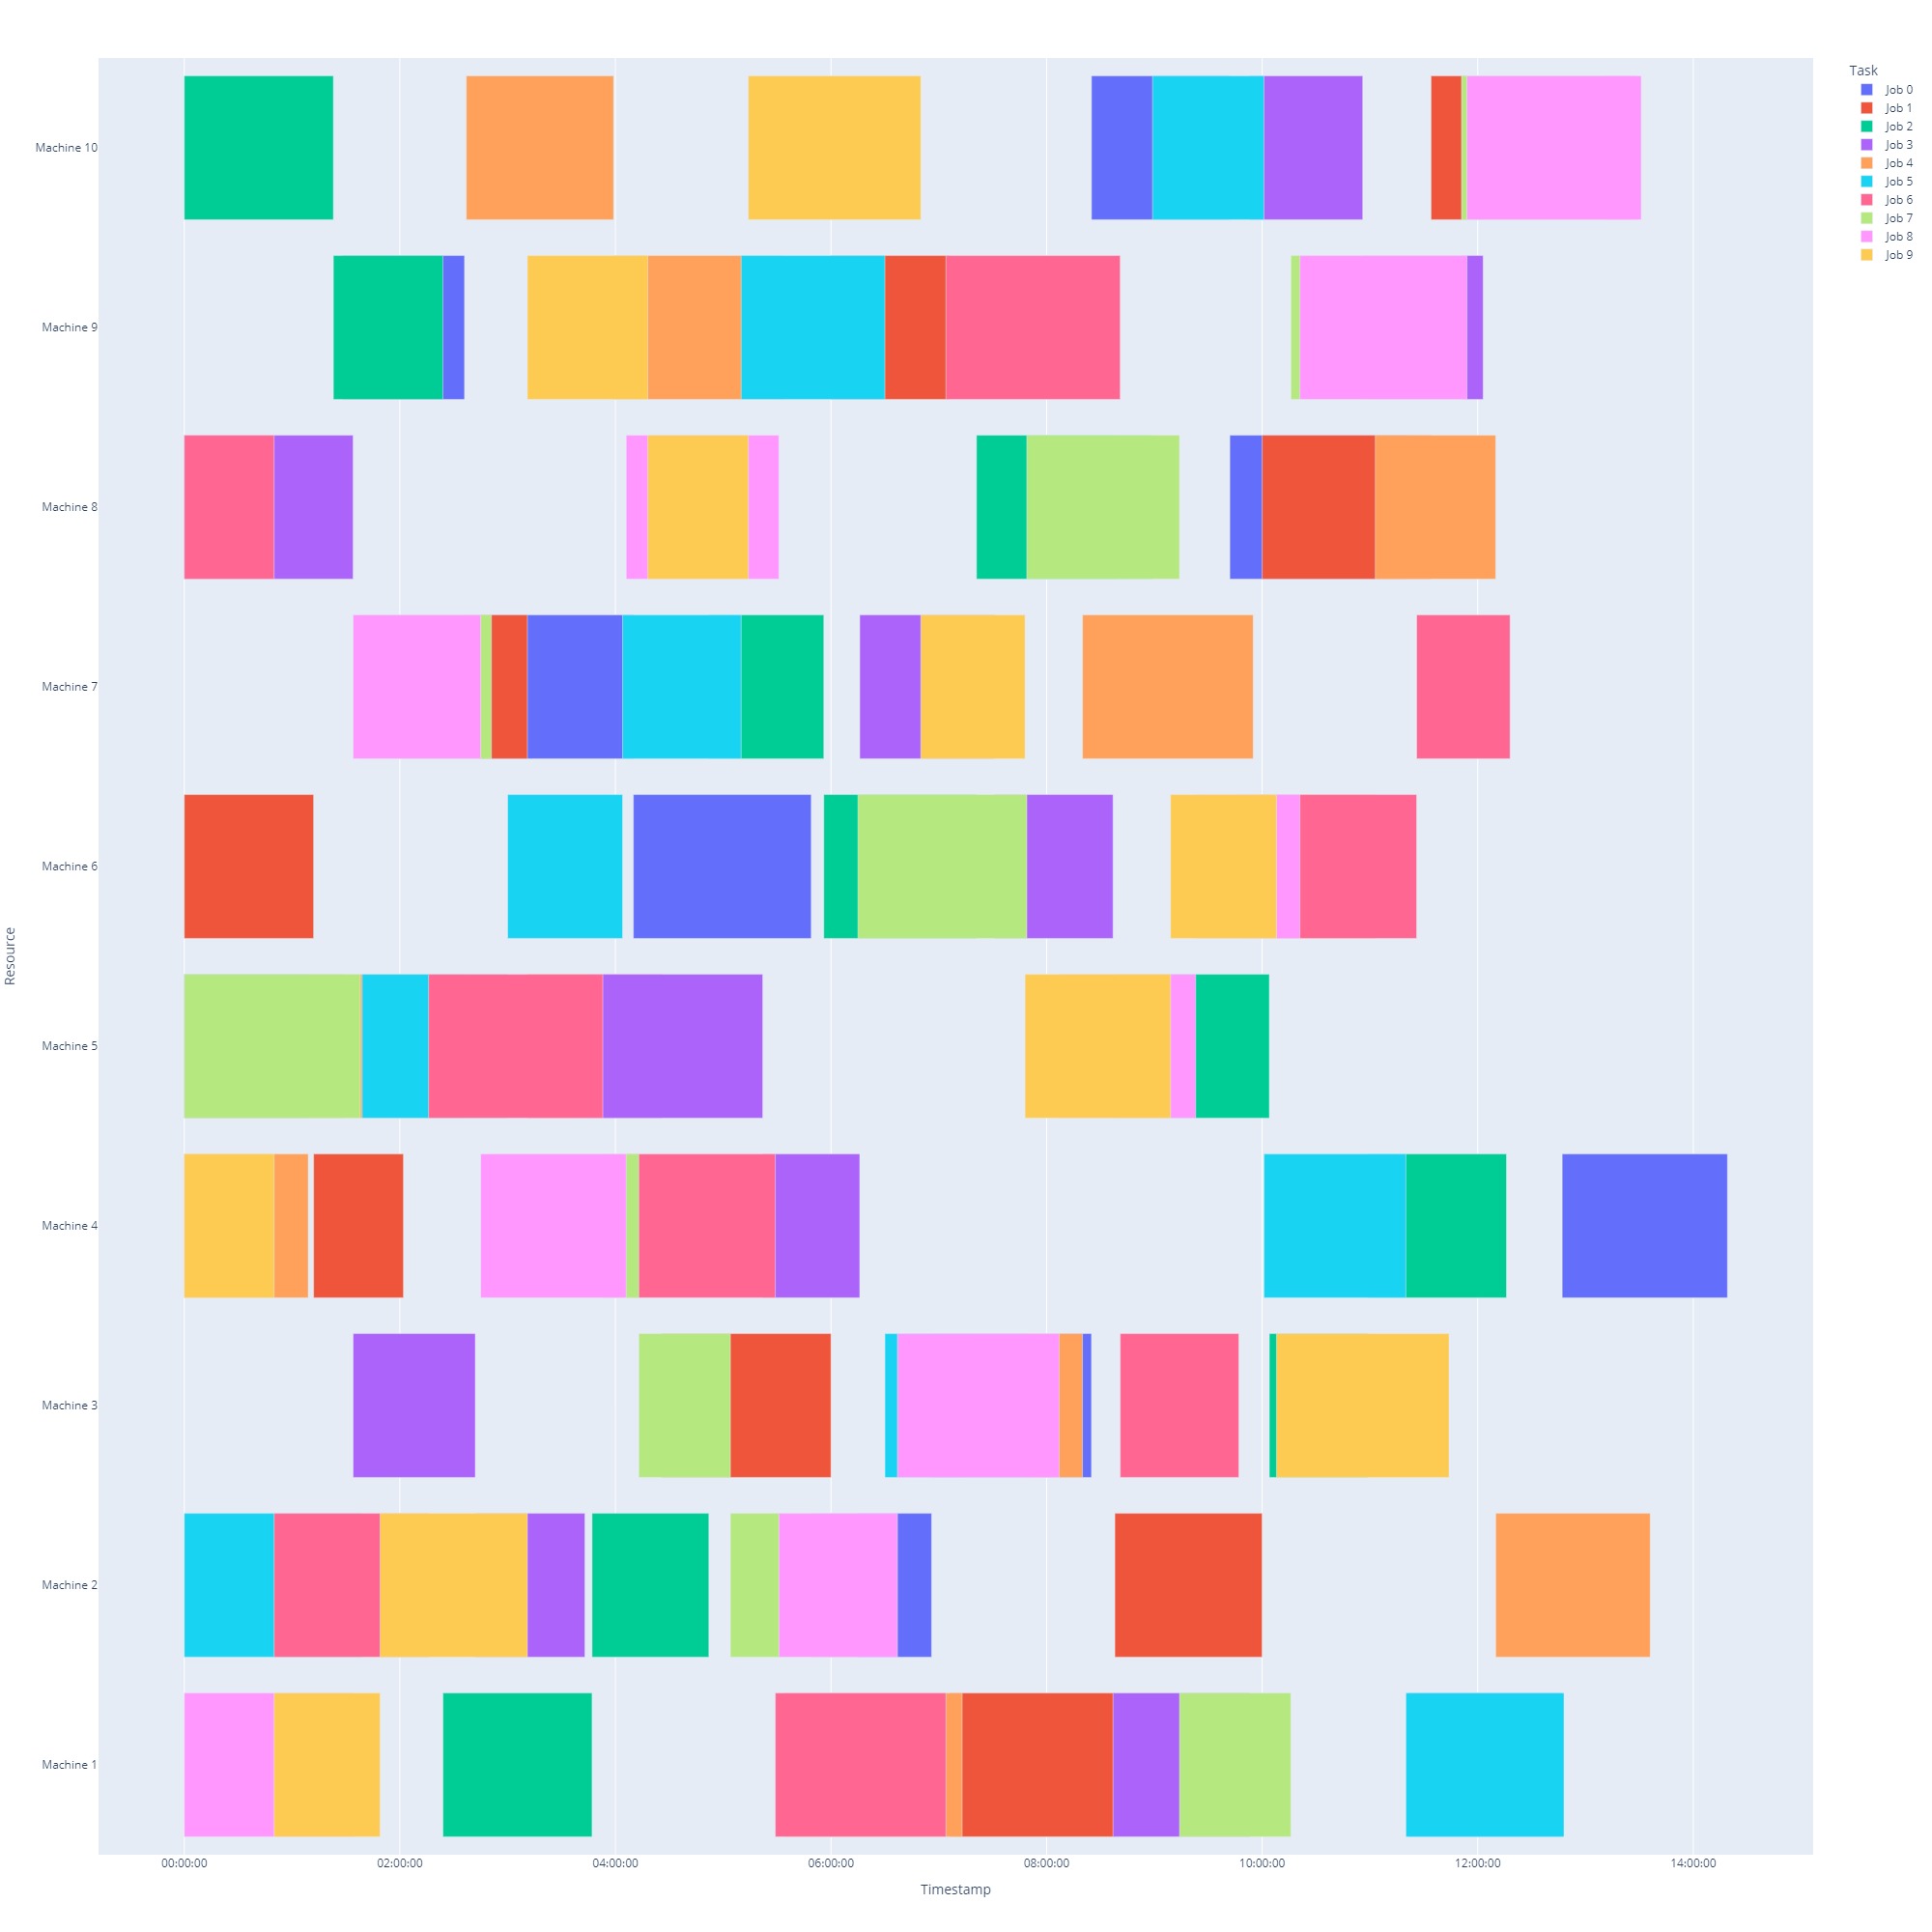 Task
Job 0
Job 1
Job 2
Job 3
Job 4
Job 5
Job 6
Job 7
Job 8
Job 9
Machine 10
Machine 9
Machine 8
Machine 7
Machine 6
Machine 5
Machine 4
Machine 3
Machine 2
Machine 1
Resource
00:00:00 02:00:00 04:00:00 06:00:00 08:00:00 10:00:00 12:00:00 14:00:00
Timestamp